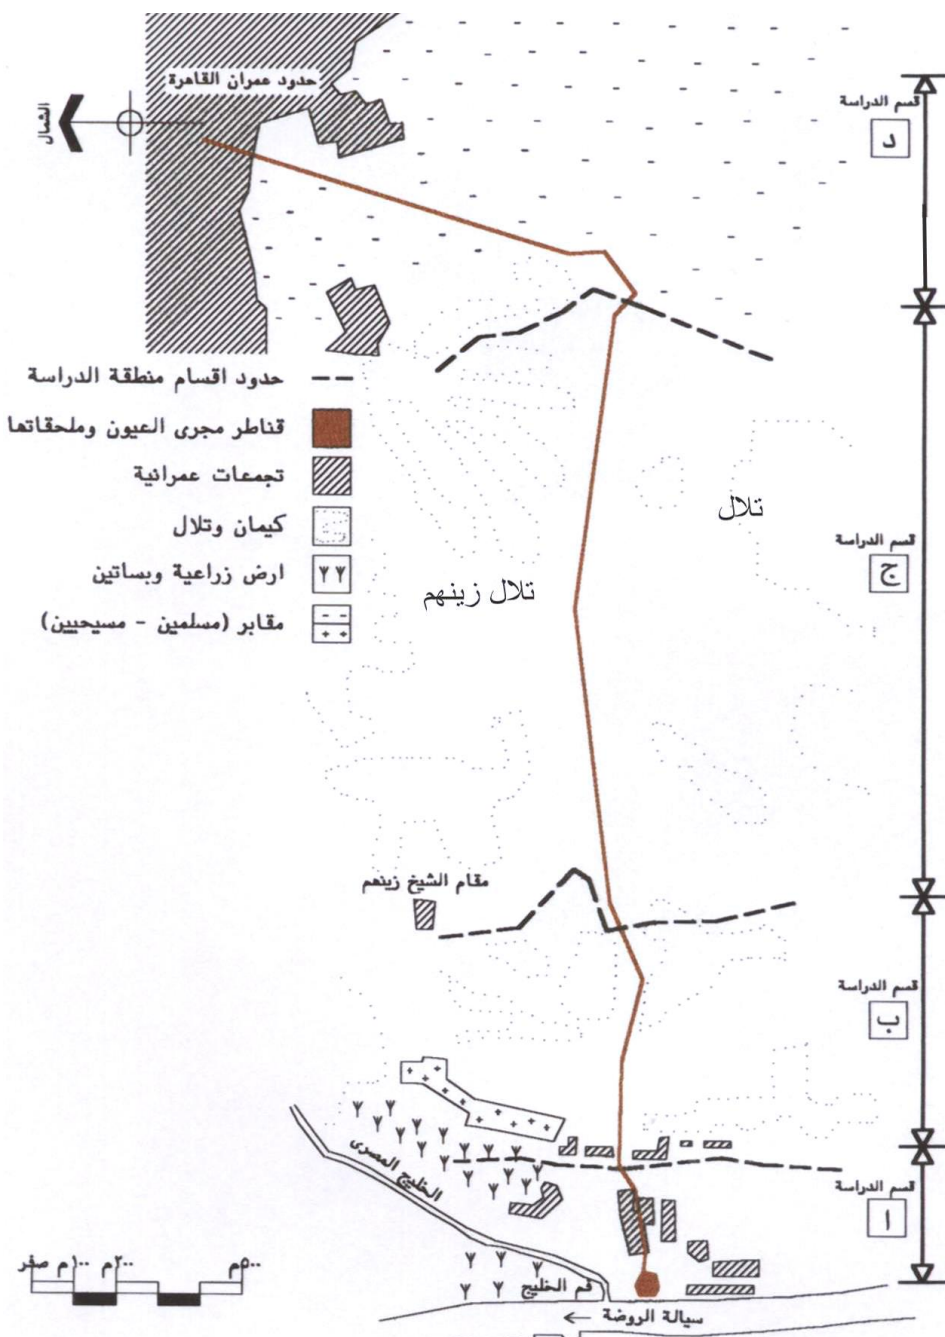 حدود عمران القاهرة
الشمال
قسم الدراسة
د
حدود اقسام منطقة الدراسة
قناطر مجرى العيون وملحقاتها
تجمعات عمرانية
كيمان وتلال
ارض زراعية وبساتين
مقابر (مسلمين - مسيحيين)
تلال
تلال زينهم
قسم الدراسة
ج
مقام الشيخ زينهم
قسم الدراسة
ب
الخليج المصرى
قسم الدراسة
ا
فم الخليج
سيالة الروضة
صفر ١٠٠م ٢٠٠م ٥٠٠م